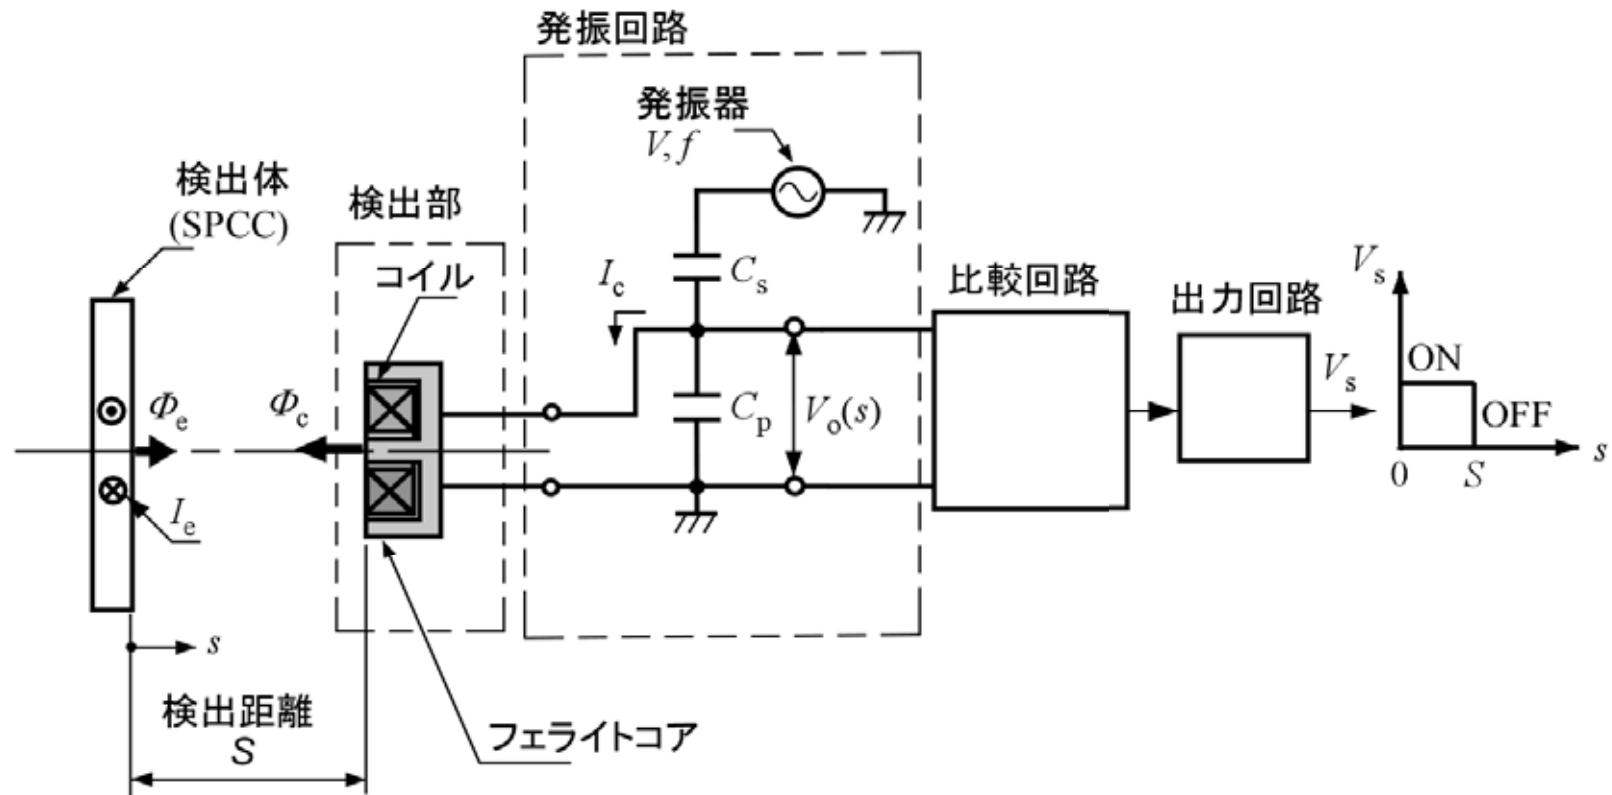 発振回路
発振器
V, f
検出体
(SPCC)
検出部
コイル
I_c
C_s
比較回路
出力回路
V_s
ON
OFF
V_s
Φ_e
Φ_c
C_p
V_o(s)
0
S
s
I_e
s
検出距離
S
フェライトコア